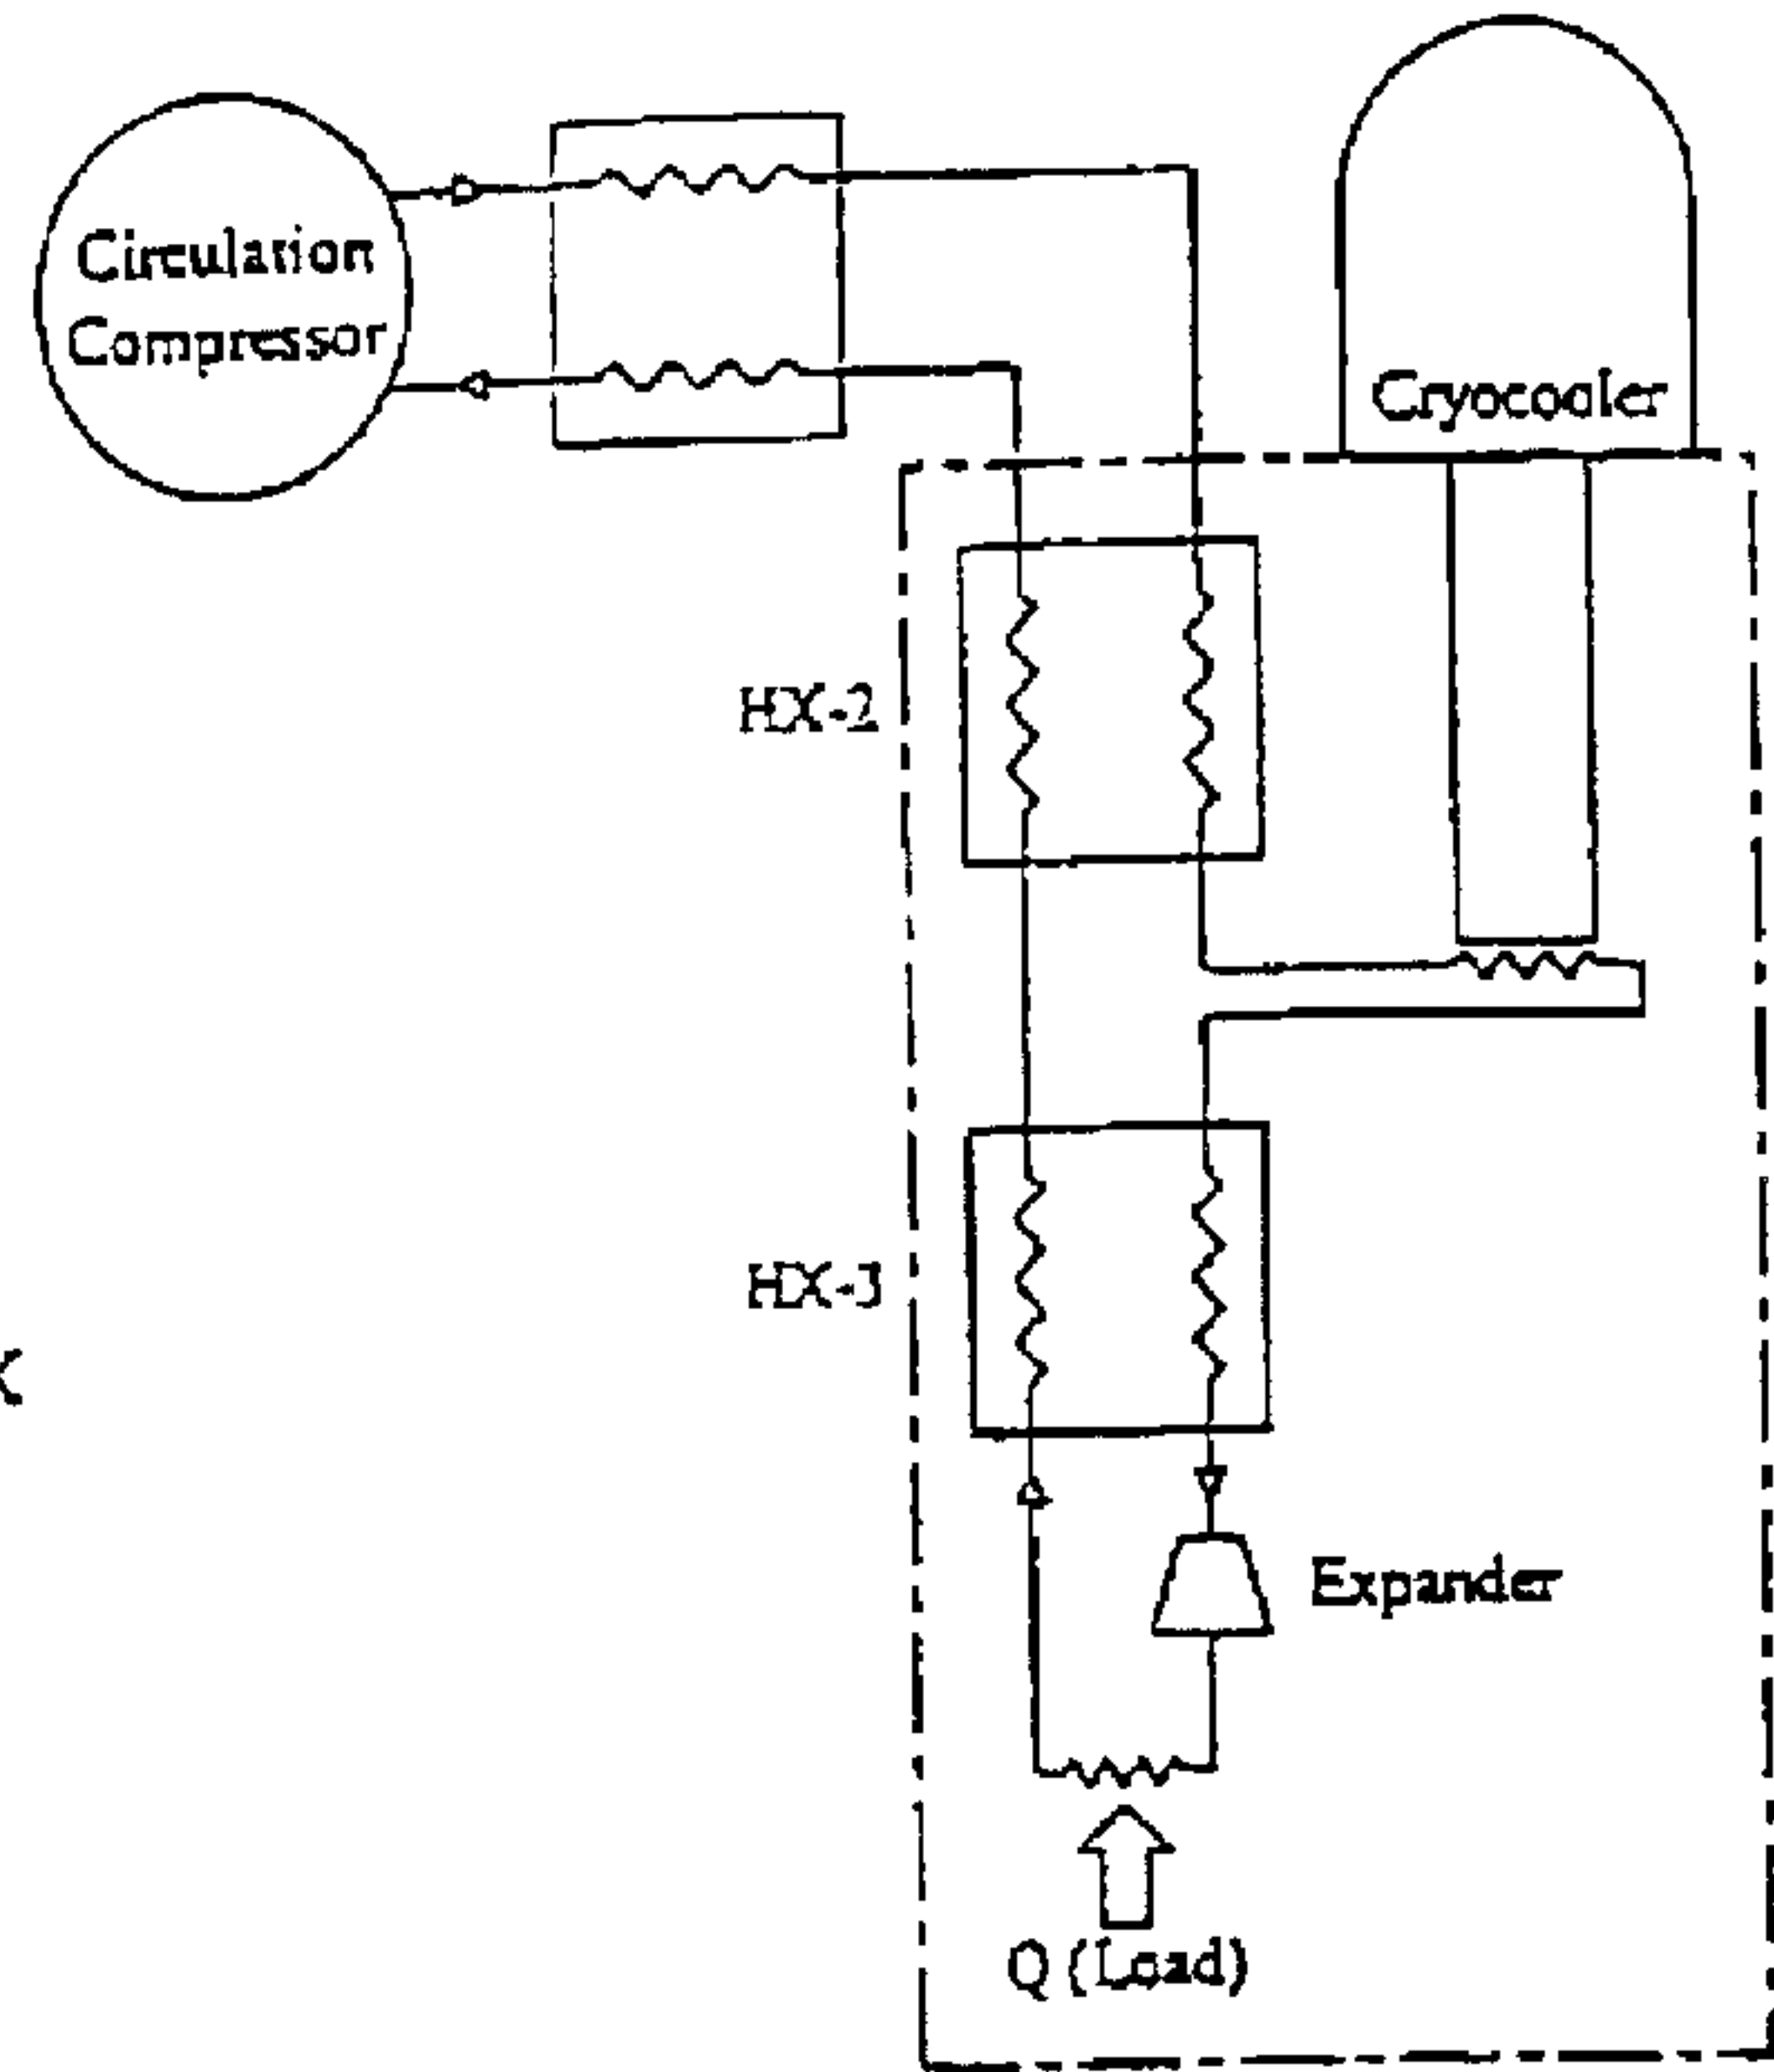 Circulation
Compressor
Cryocooler
HX-2
HX-3
Expander
Q (Load)